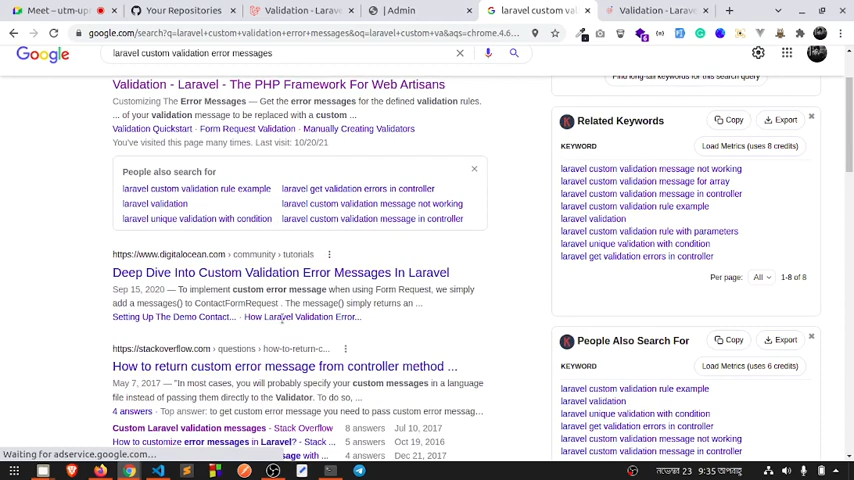 Meet – utm-upl
Your Repositories
Validation - Larave
| Admin
laravel custom val
Validation - Larave
google.com/search?q=laravel+custom+validation+error+messages&oq=laravel+custom+va&aqs=chrome.4.6...
Google
laravel custom validation error messages
Validation - Laravel - The PHP Framework For Web Artisans
Customizing The Error Messages — Get the error messages for the defined validation rules.
... of your validation message to be replaced with a custom ...
Validation Quickstart · Form Request Validation · Manually Creating Validators
You've visited this page many times. Last visit: 10/20/21
People also search for
laravel custom validation rule example
laravel get validation errors in controller
laravel validation
laravel custom validation message not working
laravel unique validation with condition
laravel custom validation message in controller
https://www.digitalocean.com › community › tutorials
Deep Dive Into Custom Validation Error Messages In Laravel
Sep 15, 2020 — To implement custom error message when using Form Request, we simply
add a messages() to ContactFormRequest . The message() simply returns an ...
Setting Up The Demo Contact... · How Laravel Validation Error...
https://stackoverflow.com › questions › how-to-return-c...
How to return custom error message from controller method ...
May 7, 2017 — "In most cases, you will probably specify your custom messages in a language
file instead of passing them directly to the Validator. To do so, ...
4 answers · Top answer: to get custom error message you need to pass custom error messag...
Custom Laravel validation messages - Stack Overflow
8 answers
Jul 10, 2017
How to customize error messages in Laravel? - Stack ...
5 answers
Oct 19, 2016
sage with ...
4 answers
Dec 21, 2017
Waiting for adservice.google.com...
Find long-tail keywords for this search query
Related Keywords
Copy
Export
KEYWORD
Load Metrics (uses 8 credits)
laravel custom validation message not working
laravel custom validation message for array
laravel custom validation message in controller
laravel custom validation rule example
laravel validation
laravel custom validation rule with parameters
laravel unique validation with condition
laravel get validation errors in controller
Per page:
All
1-8 of 8
People Also Search For
Copy
Export
KEYWORD
Load Metrics (uses 6 credits)
laravel custom validation rule example
laravel validation
laravel unique validation with condition
laravel get validation errors in controller
laravel custom validation message not working
laravel custom validation message in controller
নভেম্বর 23 9:35 অপরাহ্ণ